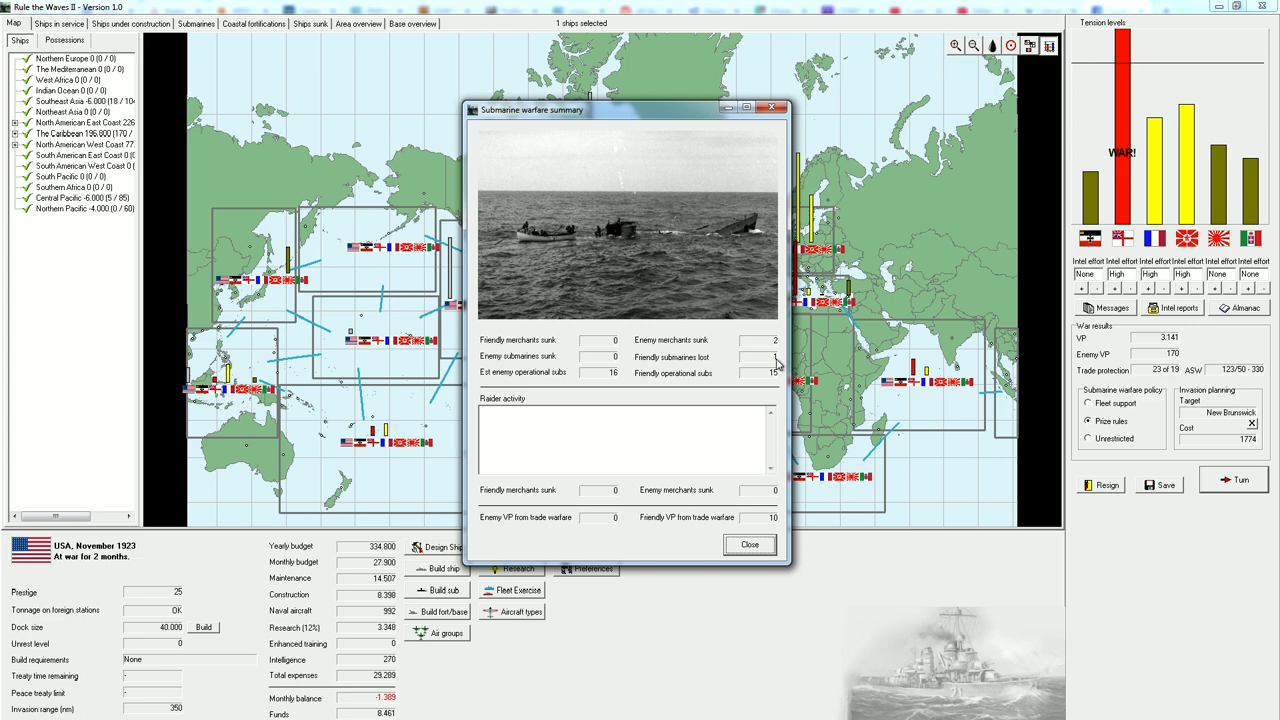 Rule the Waves II - Version 1.0
Map
Ships in service
Ships under construction
Submarines
Coastal fortifications
Ships sunk
Area overview
Base overview
1 ships selected
Ships
Possessions
Northern Europe 0 (0 / 0)
The Mediterranean 0 (0 / 0)
West Africa 0 (0 / 0)
Indian Ocean 0 (0 / 0)
Southeast Asia -6.000 (18 / 104
Northeast Asia 0 (0 / 0)
North American East Coast 226
The Caribbean 196.800 (170 /
North American West Coast 77.
South American East Coast 0 (
South American West Coast 0 (
South Pacific 0 (0 / 0)
Southern Africa 0 (0 / 0)
Central Pacific -6.000 (5 / 85)
Northern Pacific -4.000 (0 / 60)
Submarine warfare summary
Friendly merchants sunk 0
Enemy merchants sunk 2
Enemy submarines sunk 0
Friendly submarines lost 1
Est enemy operational subs 16
Friendly operational subs 15
Raider activity
Friendly merchants sunk 0
Enemy merchants sunk 0
Enemy VP from trade warfare 0
Friendly VP from trade warfare 10
Close
Tension levels
WAR!
Intel effort Intel effort Intel effort Intel effort Intel effort Intel effort
None High High High None None
+ - + - + - + - + - + -
Messages
Intel reports
Almanac
War results
VP 3.141
Enemy VP 170
Trade protection 23 of 19 ASW 123/50 - 330
Submarine warfare policy
Fleet support
Prize rules
Unrestricted
Invasion planning
Target
New Brunswick
Cost X
1774
Resign
Save
Turn
USA, November 1923
At war for 2 months.
Prestige 25
Tonnage on foreign stations OK
Dock size 40.000 Build
Unrest level 0
Build requirements None
Treaty time remaining -
Peace treaty limit -
Invasion range (nm) 350
Yearly budget 334.800
Monthly budget 27.900
Maintenance 14.507
Construction 8.398
Naval aircraft 992
Research (12%) 3.348
Enhanced training 0
Intelligence 270
Total expenses 29.289
Monthly balance -1.389
Funds 8.461
Design Ship
Build ship
Research
Preferences
Build sub
Fleet Exercise
Build fort/base
Aircraft types
Air groups